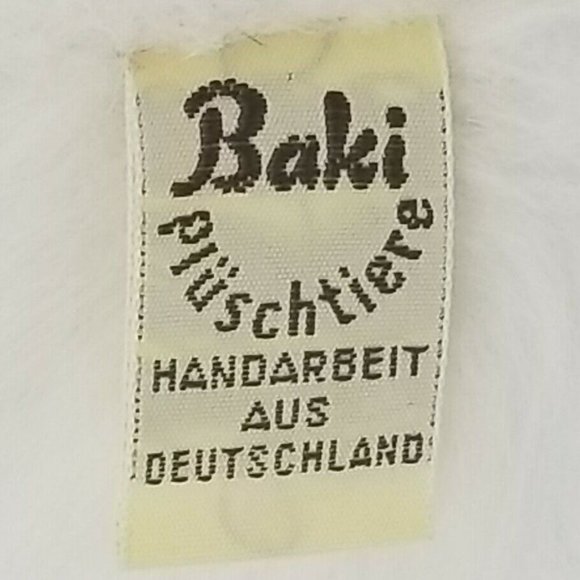 Baki
plüschtiere
HANDARBEIT
AUS
DEUTSCHLAND